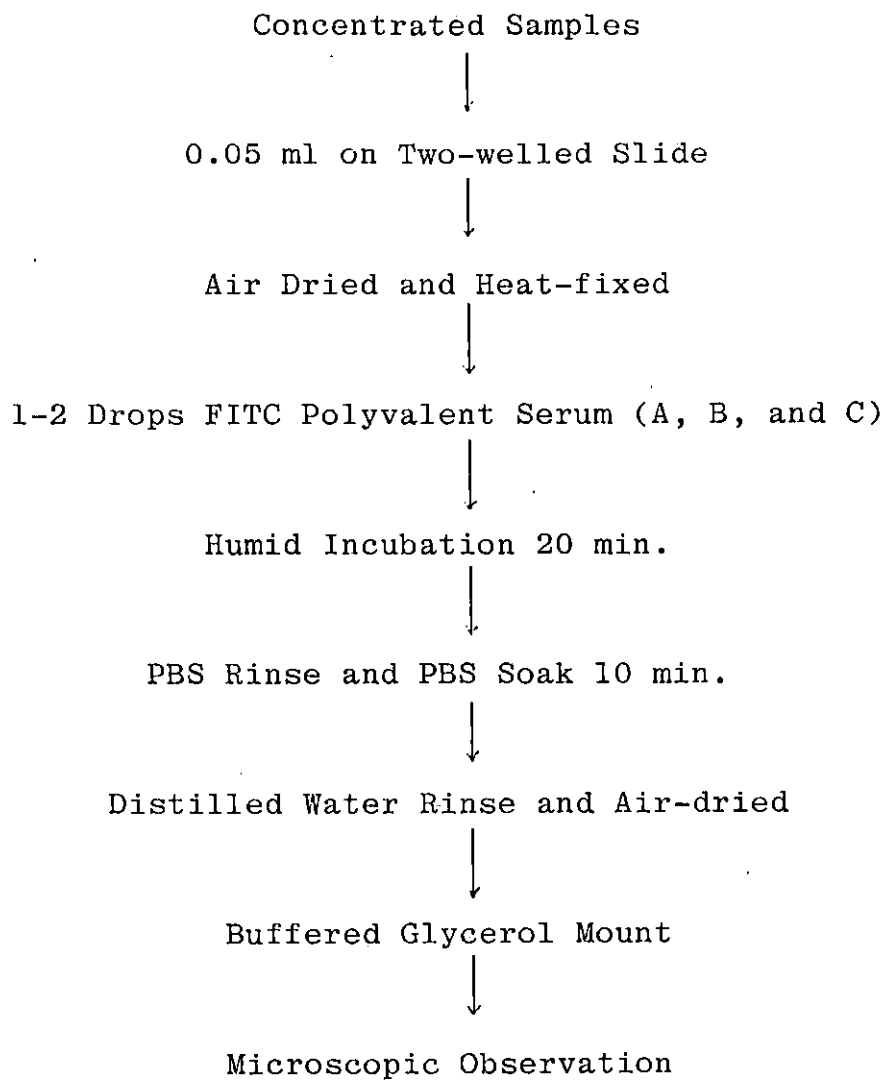 Concentrated Samples
0.05 ml on Two-welled Slide
Air Dried and Heat-fixed
1-2 Drops FITC Polyvalent Serum (A, B, and C)
Humid Incubation 20 min.
PBS Rinse and PBS Soak 10 min.
Distilled Water Rinse and Air-dried
Buffered Glycerol Mount
Microscopic Observation